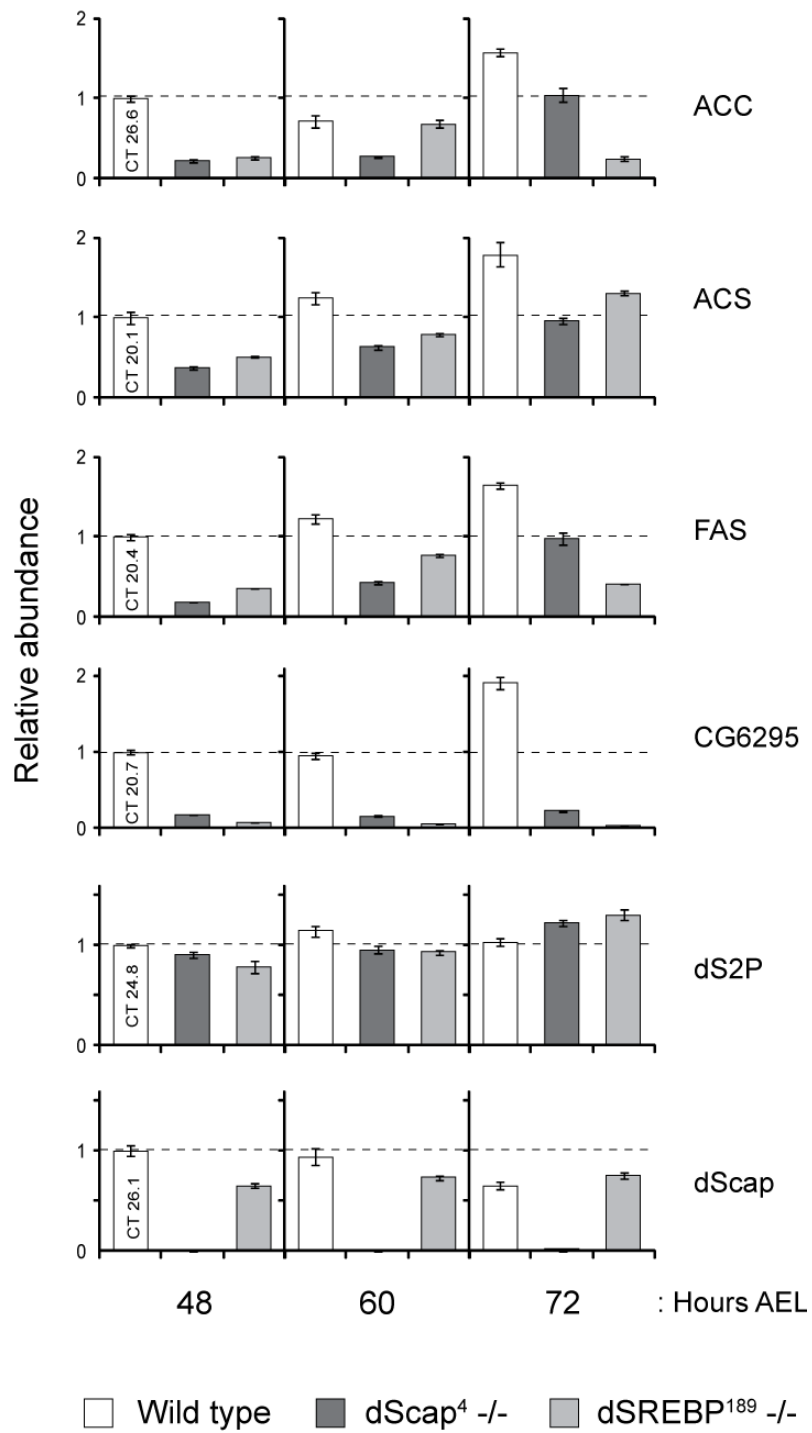 2
1
0
CT 26.6
ACC
2
1
0
CT 20.1
ACS
2
1
0
CT 20.4
FAS
2
1
0
CT 20.7
CG6295
1
0
CT 24.8
dS2P
1
0
CT 26.1
dScap
Relative abundance
48 60 72 : Hours AEL
Wild type dScap⁴ -/- dSREBP¹⁸⁹ -/-